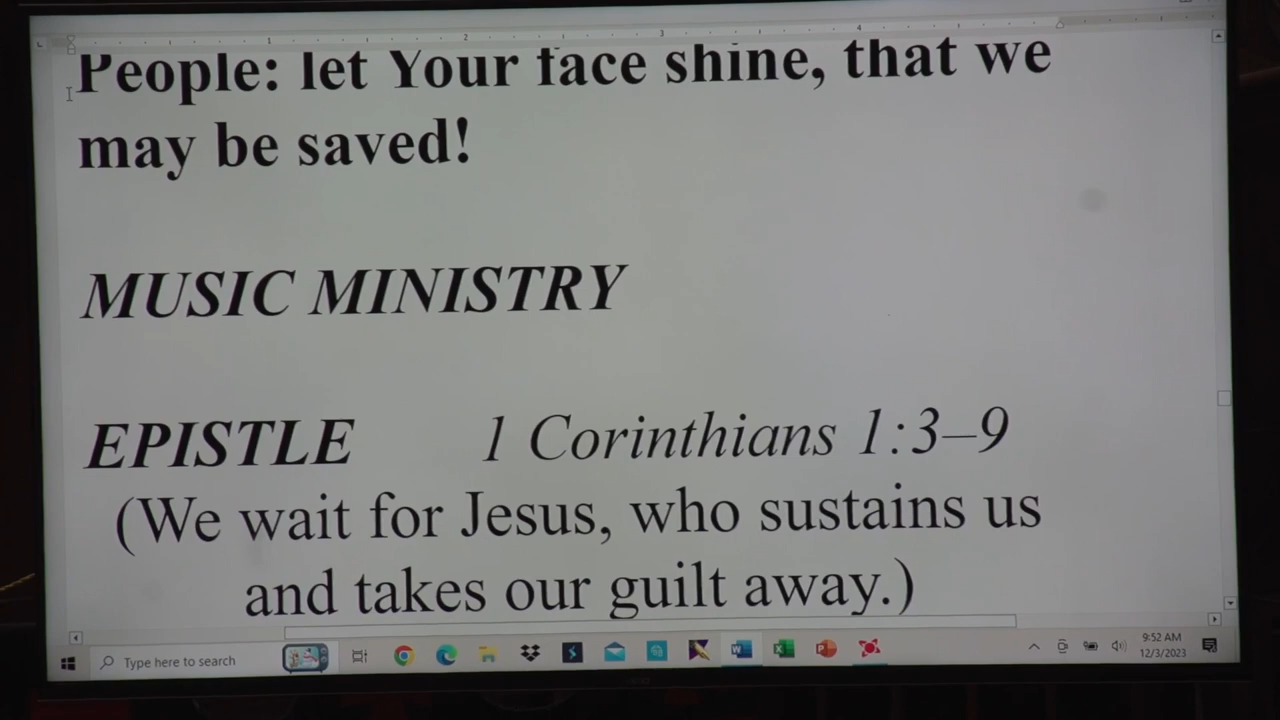 People: let Your face shine, that we
may be saved!
MUSIC MINISTRY
EPISTLE 1 Corinthians 1:3–9
(We wait for Jesus, who sustains us
and takes our guilt away.)
Type here to search
9:52 AM
12/3/2023